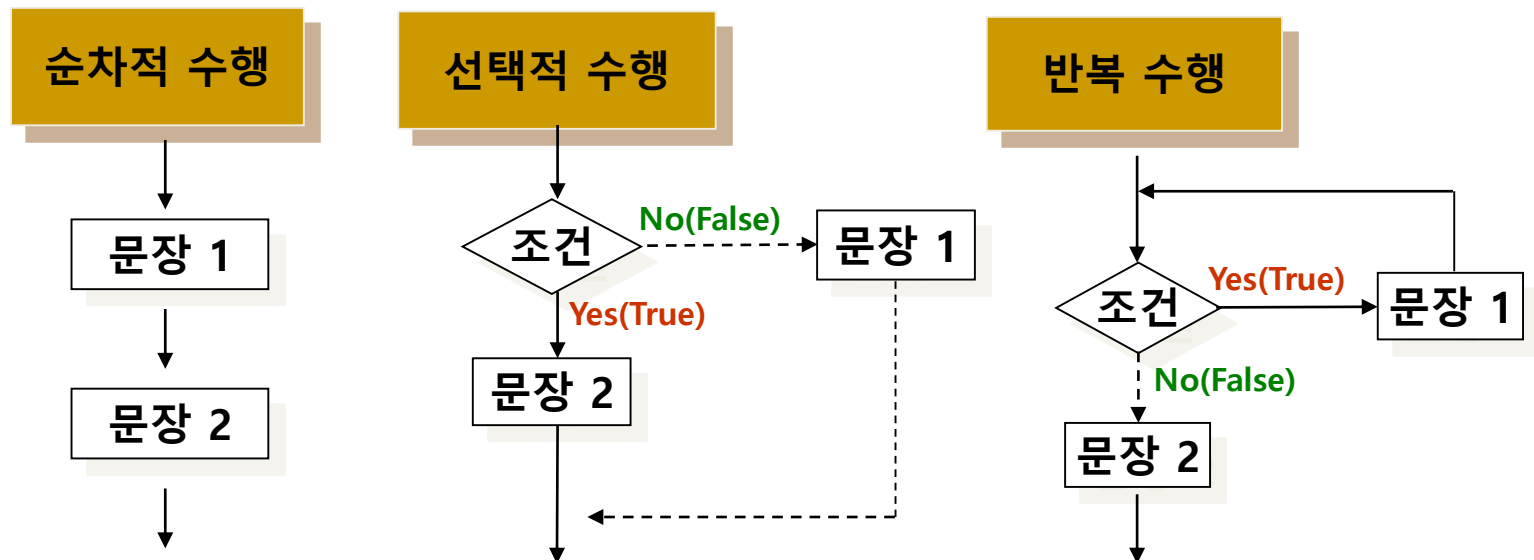 순차적 수행
문장 1
문장 2
선택적 수행
조건
No(False)
문장 1
Yes(True)
문장 2
반복 수행
조건
Yes(True)
문장 1
No(False)
문장 2